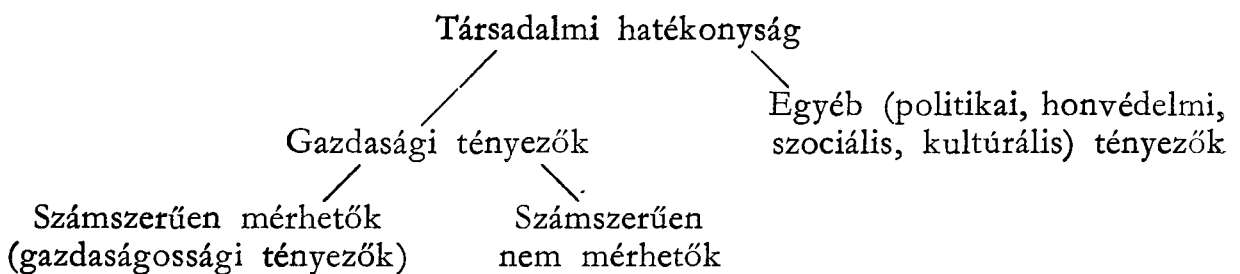 Társadalmi hatékonyság
Egyéb (politikai, honvédelmi,
szociális, kultúrális) tényezők
Gazdasági tényezők
Számszerűen mérhetők
(gazdaságossági tényezők)
Számszerűen
nem mérhetők